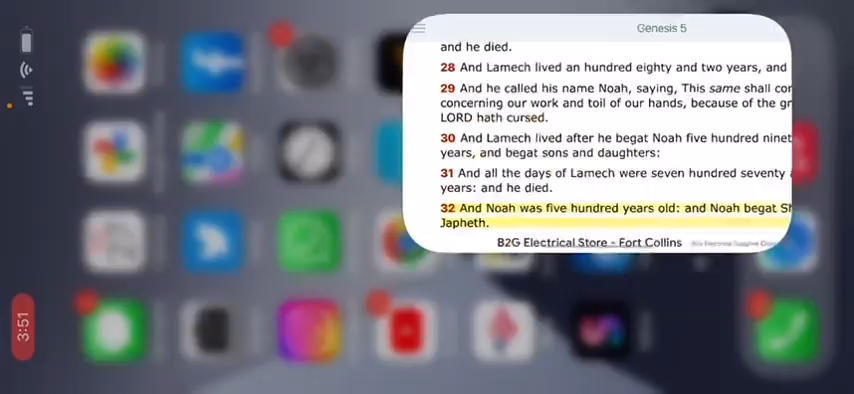 Genesis 5
and he died.
28 And Lamech lived an hundred eighty and two years, and
29 And he called his name Noah, saying, This same shall cor
concerning our work and toil of our hands, because of the gr
LORD hath cursed.
30 And Lamech lived after he begat Noah five hundred ninet
years, and begat sons and daughters:
31 And all the days of Lamech were seven hundred seventy a
years: and he died.
32 And Noah was five hundred years old: and Noah begat Sh
Japheth.
B2G Electrical Store - Fort Collins
3:51